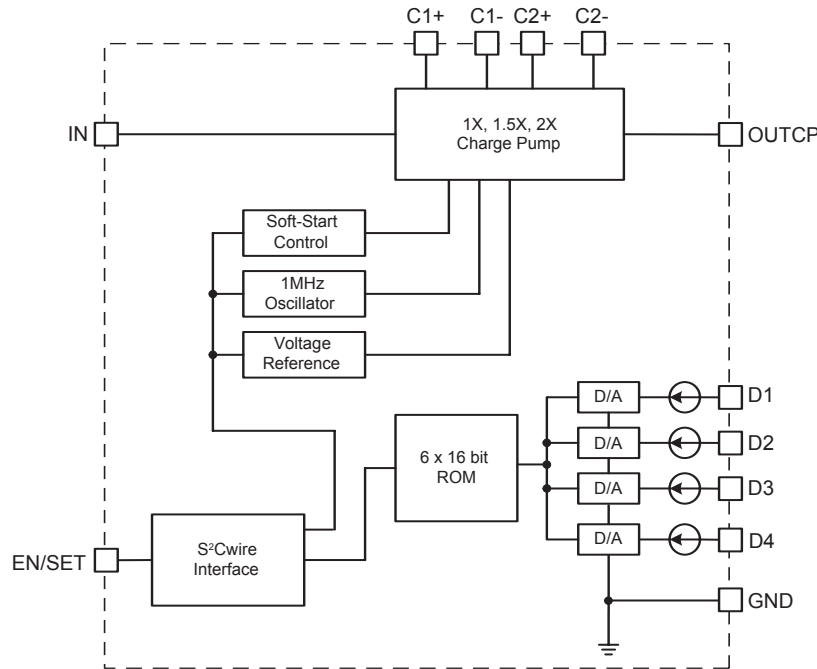 C1+ C1- C2+ C2-
IN
1X, 1.5X, 2X
Charge Pump
OUTCP
Soft-Start
Control
1MHz
Oscillator
Voltage
Reference
D/A
D1
D/A
D2
6 x 16 bit
ROM
D/A
D3
D/A
D4
EN/SET
S²Cwire
Interface
GND